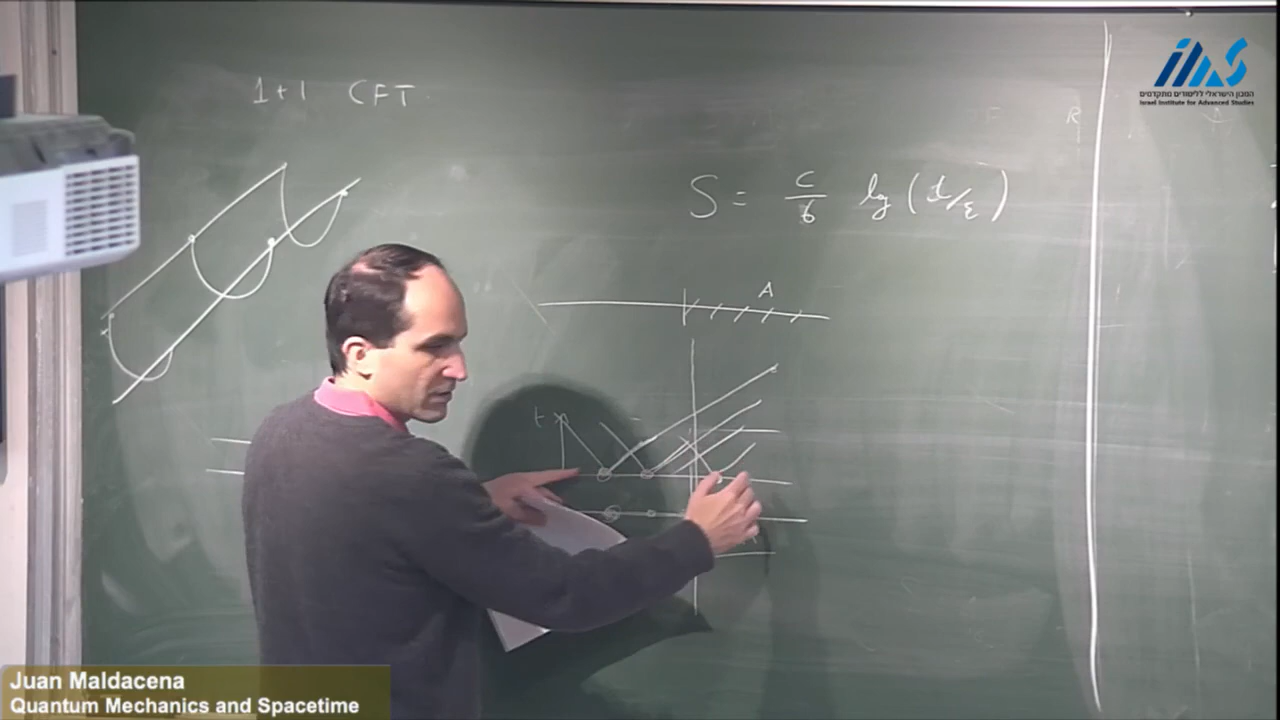 1+1 CFT
S = c/6 lg (t/ε)
A
t
המכון הישראלי ללימודים מתקדמים
Israel Institute for Advanced Studies
Juan Maldacena
Quantum Mechanics and Spacetime